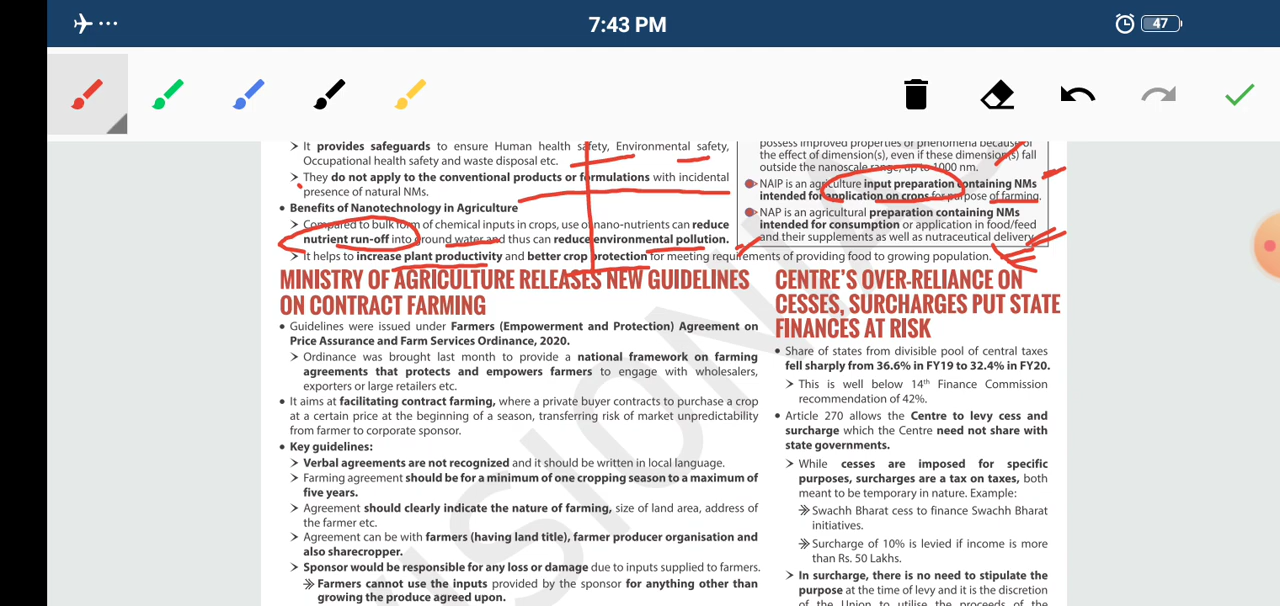 7:43 PM
47
➢ It provides safeguards to ensure Human health safety, Environmental safety,
Occupational health safety and waste disposal etc.
➢ They do not apply to the conventional products or formulations with incidental
presence of natural NMs.
• Benefits of Nanotechnology in Agriculture
➢ Compared to bulk form of chemical inputs in crops, use of nano-nutrients can reduce
nutrient run-off into ground water and thus can reduce environmental pollution.
➢ It helps to increase plant productivity and better crop protection for meeting requirements of providing food to growing population.
possess improved properties or phenomena because of
the effect of dimension(s), even if these dimension(s) fall
outside the nanoscale range, up to 1000 nm.
NAIP is an agriculture input preparation containing NMs
intended for application on crops for purpose of farming.
NAP is an agricultural preparation containing NMs
intended for consumption or application in food/feed
and their supplements as well as nutraceutical delivery.
MINISTRY OF AGRICULTURE RELEASES NEW GUIDELINES
ON CONTRACT FARMING
• Guidelines were issued under Farmers (Empowerment and Protection) Agreement on
Price Assurance and Farm Services Ordinance, 2020.
➢ Ordinance was brought last month to provide a national framework on farming
agreements that protects and empowers farmers to engage with wholesalers,
exporters or large retailers etc.
• It aims at facilitating contract farming, where a private buyer contracts to purchase a crop
at a certain price at the beginning of a season, transferring risk of market unpredictability
from farmer to corporate sponsor.
• Key guidelines:
➢ Verbal agreements are not recognized and it should be written in local language.
➢ Farming agreement should be for a minimum of one cropping season to a maximum of
five years.
➢ Agreement should clearly indicate the nature of farming, size of land area, address of
the farmer etc.
➢ Agreement can be with farmers (having land title), farmer producer organisation and
also sharecropper.
➢ Sponsor would be responsible for any loss or damage due to inputs supplied to farmers.
Farmers cannot use the inputs provided by the sponsor for anything other than
growing the produce agreed upon.
CENTRE'S OVER-RELIANCE ON
CESSES, SURCHARGES PUT STATE
FINANCES AT RISK
• Share of states from divisible pool of central taxes
fell sharply from 36.6% in FY19 to 32.4% in FY20.
➢ This is well below 14th Finance Commission
recommendation of 42%.
• Article 270 allows the Centre to levy cess and
surcharge which the Centre need not share with
state governments.
➢ While cesses are imposed for specific
purposes, surcharges are a tax on taxes, both
meant to be temporary in nature. Example:
Swachh Bharat cess to finance Swachh Bharat
initiatives.
Surcharge of 10% is levied if income is more
than Rs. 50 Lakhs.
➢ In surcharge, there is no need to stipulate the
purpose at the time of levy and it is the discretion
of the Union to utilise the proceeds of the
VISION